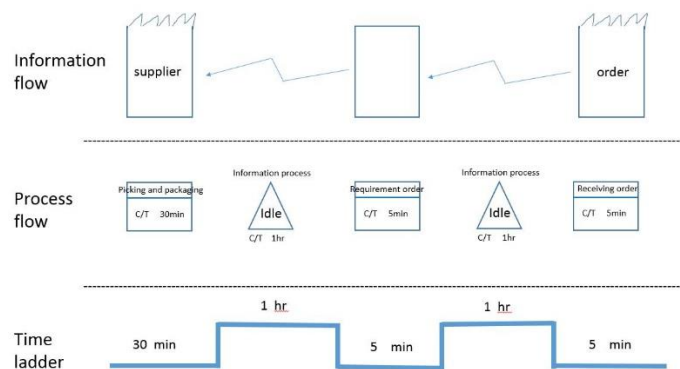 Information
flow
supplier
order
Process
flow
Picking and packaging
C/T 30min
Information process
Idle
C/T 1hr
Requirement order
C/T 5min
Information process
Idle
C/T 1hr
Receiving order
C/T 5min
Time
ladder
30 min
1 hr
5 min
1 hr
5 min